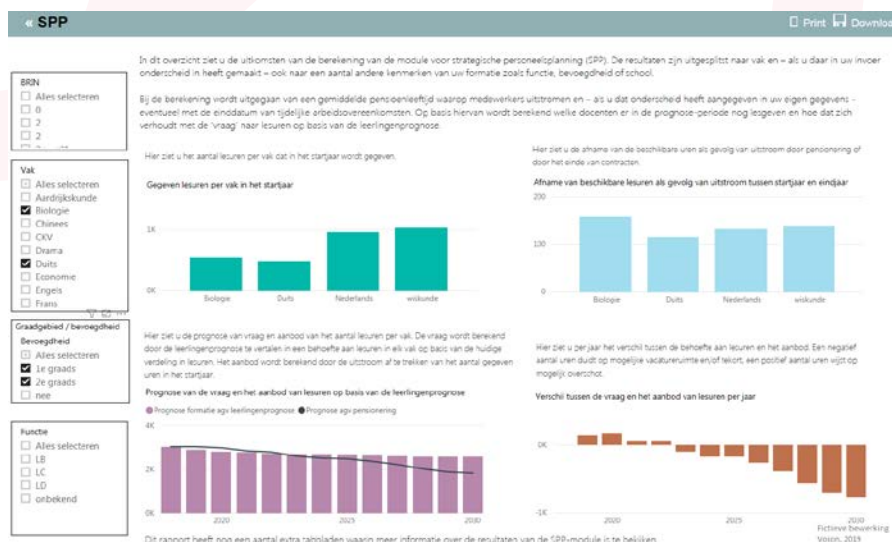 « SPP
Print
Download
In dit overzicht ziet u de uitkomsten van de berekening van de module voor strategische personeelsplanning (SPP). De resultaten zijn uitgesplitst naar vak en – als u daar in uw invoer
onderscheid in heeft gemaakt – ook naar een aantal andere kenmerken van uw formatie zoals functie, bevoegdheid of school.
Bij de berekening wordt uitgegaan van een gemiddelde pensioenleeftijd waarop medewerkers uitstromen en – als u dat onderscheid heeft aangegeven in uw eigen gegevens -
eventueel met de einddatum van tijdelijke arbeidsovereenkomsten. Op basis hiervan wordt berekend welke docenten er in de prognose-periode nog lesgeven en hoe dat zich
verhoudt met de 'vraag' naar lesuren op basis van de leerlingenprognose.
BRIN
Alles selecteren
0
2
2
Vak
Alles selecteren
Aardrijkskunde
Biologie
Chinees
CKV
Drama
Duits
Economie
Engels
Frans
Graadgebied / bevoegdheid
Bevoegdheid
Alles selecteren
1e graads
2e graads
nee
Functie
Alles selecteren
LB
LC
LD
onbekend
Hier ziet u het aantal lesuren per vak dat in het startjaar wordt gegeven.
Gegeven lesuren per vak in het startjaar
1K
0K
Biologie
Duits
Nederlands
wiskunde
Hier ziet u de afname van de beschikbare uren als gevolg van uitstroom door pensionering of
door het einde van contracten.
Afname van beschikbare lesuren als gevolg van uitstroom tussen startjaar en eindjaar
200
100
0
Biologie
Duits
Nederlands
wiskunde
Hier ziet u de prognose van vraag en aanbod van het aantal lesuren per vak. De vraag wordt berekend
door de leerlingenprognose te vertalen in een behoefte aan lesuren in elk vak op basis van de huidige
verdeling in lesuren. Het aanbod wordt berekend door de uitstroom af te trekken van het aantal gegeven
uren in het startjaar.
Prognose van de vraag en het aanbod van lesuren op basis van de leerlingenprognose
Prognose formatie agv leerlingenprognose
Prognose agv pensionering
4K
2K
0K
2020
2025
2030
Hier ziet u per jaar het verschil tussen de behoefte aan lesuren en het aanbod. Een negatief
aantal uren duidt op mogelijke vacatureruimte en/of tekort, een positief aantal uren wijst op
mogelijk overschot.
Verschil tussen de vraag en het aanbod van lesuren per jaar
0K
-1K
2020
2025
2030
Fictieve bewerking
Voion, 2019
Dit rapport heeft nog een aantal extra tabbladen waarin meer informatie over de resultaten van de SPP-module is te bekijken.